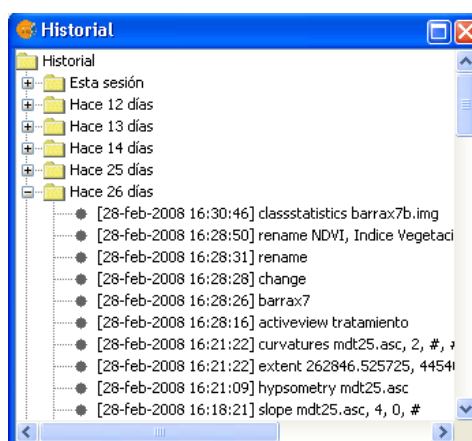 Historial
Historial
Esta sesión
Hace 12 días
Hace 13 días
Hace 14 días
Hace 25 días
Hace 26 días
[28-feb-2008 16:30:46] classstatistics barrax7b.img
[28-feb-2008 16:28:50] rename NDVI, Indice Vegetaci
[28-feb-2008 16:28:31] rename
[28-feb-2008 16:28:28] change
[28-feb-2008 16:28:26] barrax7
[28-feb-2008 16:28:16] activeview tratamiento
[28-feb-2008 16:21:22] curvatures mdt25.asc, 2, #,
[28-feb-2008 16:21:22] extent 262846.525725, 4454
[28-feb-2008 16:21:09] hypsometry mdt25.asc
[28-feb-2008 16:18:21] slope mdt25.asc, 4, 0, #